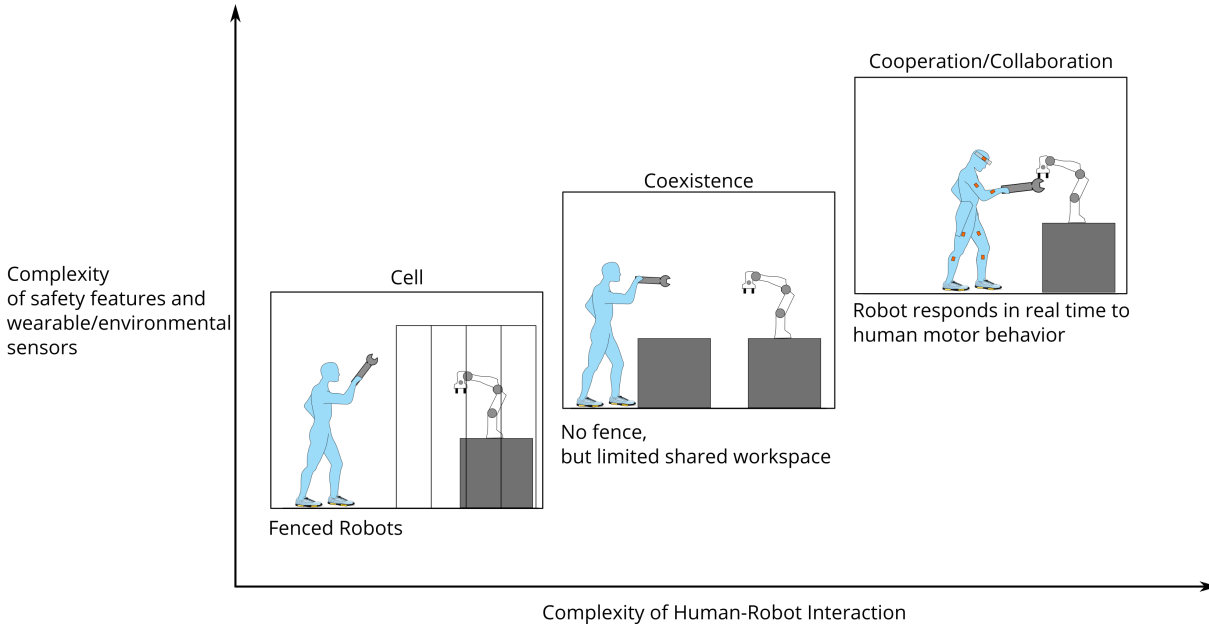 Cooperation/Collaboration
Robot responds in real time to
human motor behavior
Coexistence
No fence,
but limited shared workspace
Cell
Fenced Robots
Complexity
of safety features and
wearable/environmental
sensors
Complexity of Human-Robot Interaction